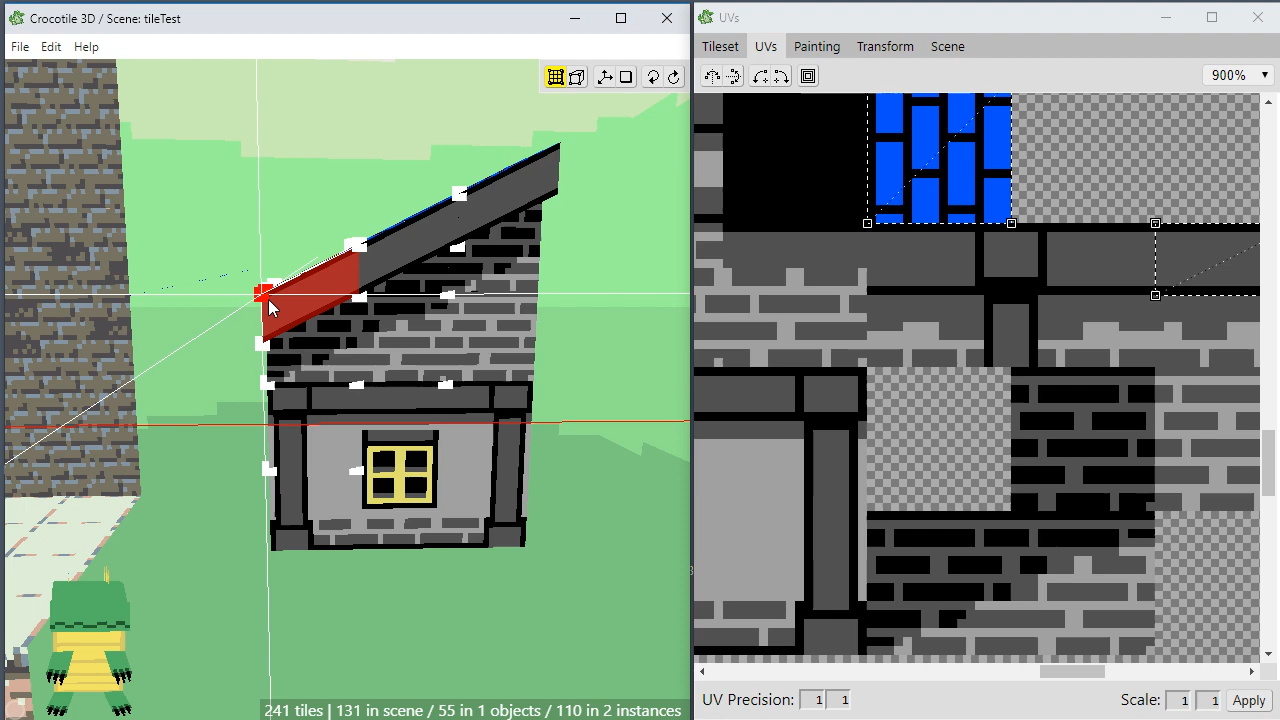 Crocotile 3D / Scene: tileTest
File Edit Help
241 tiles | 131 in scene / 55 in 1 objects / 110 in 2 instances
UVs
Tileset UVs Painting Transform Scene
900%
UV Precision: 1 1
Scale: 1 1 Apply